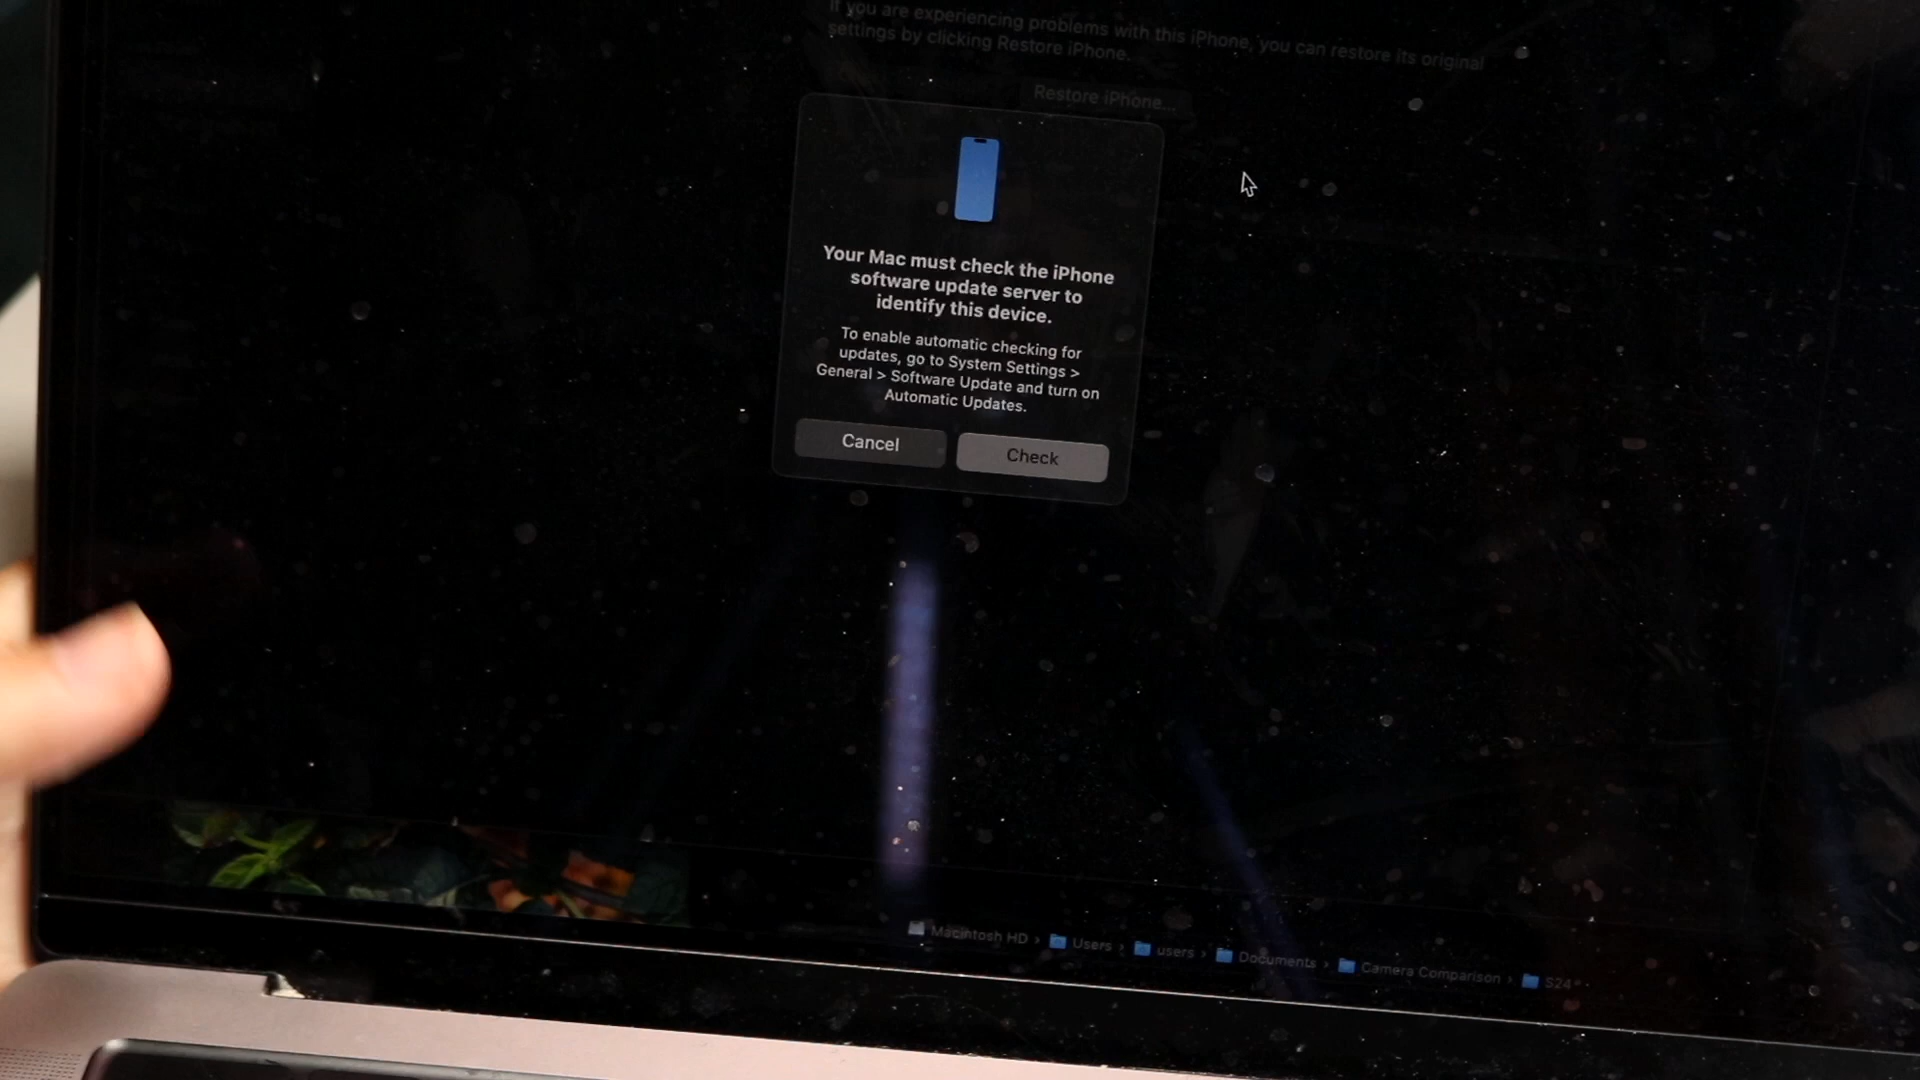 If you are experiencing problems with this iPhone, you can restore its original
settings by clicking Restore iPhone.
Restore iPhone...
Your Mac must check the iPhone
software update server to
identify this device.
To enable automatic checking for
updates, go to System Settings >
General > Software Update and turn on
Automatic Updates.
Cancel
Check
Macintosh HD › Users › users › Documents › Camera Comparison › S24